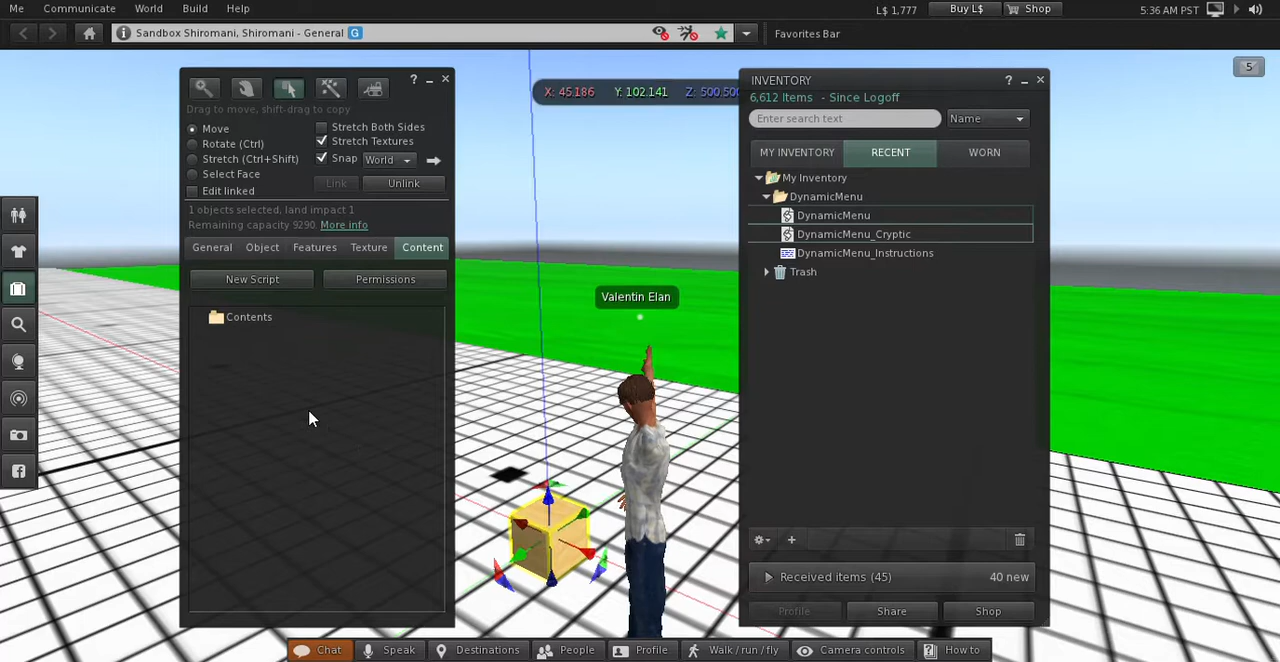 Me Communicate World Build Help L$ 1,777 Buy L$ Shop 5:36 AM PST
Sandbox Shiromani, Shiromani - General G Favorites Bar
5
? _ ×
Drag to move, shift-drag to copy
Move Stretch Both Sides
Rotate (Ctrl) Stretch Textures
Stretch (Ctrl+Shift) Snap World
Select Face
Edit linked Link Unlink
1 objects selected, land impact 1
Remaining capacity 9290. More info
General Object Features Texture Content
New Script Permissions
Contents
X: 45.186 Y: 102.141 Z: 500.500
Valentin Elan
INVENTORY ? _ ×
6,612 Items - Since Logoff
Enter search text Name
MY INVENTORY RECENT WORN
My Inventory
DynamicMenu
DynamicMenu
DynamicMenu_Cryptic
DynamicMenu_Instructions
Trash
+
Received items (45) 40 new
Profile Share Shop
Chat Speak Destinations People Profile Walk / run / fly Camera controls How to